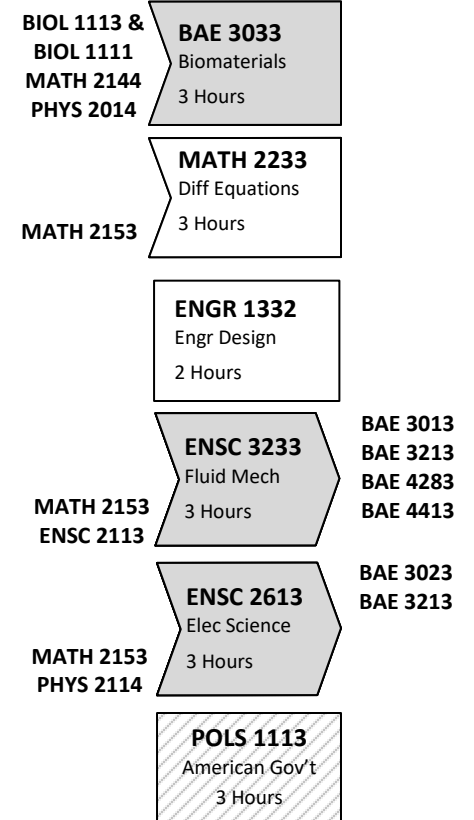 BIOL 1113 &
BIOL 1111
MATH 2144
PHYS 2014
BAE 3033
Biomaterials
3 Hours
MATH 2153
MATH 2233
Diff Equations
3 Hours
ENGR 1332
Engr Design
2 Hours
MATH 2153
ENSC 2113
ENSC 3233
Fluid Mech
3 Hours
BAE 3013
BAE 3213
BAE 4283
BAE 4413
MATH 2153
PHYS 2114
ENSC 2613
Elec Science
3 Hours
BAE 3023
BAE 3213
POLS 1113
American Gov’t
3 Hours